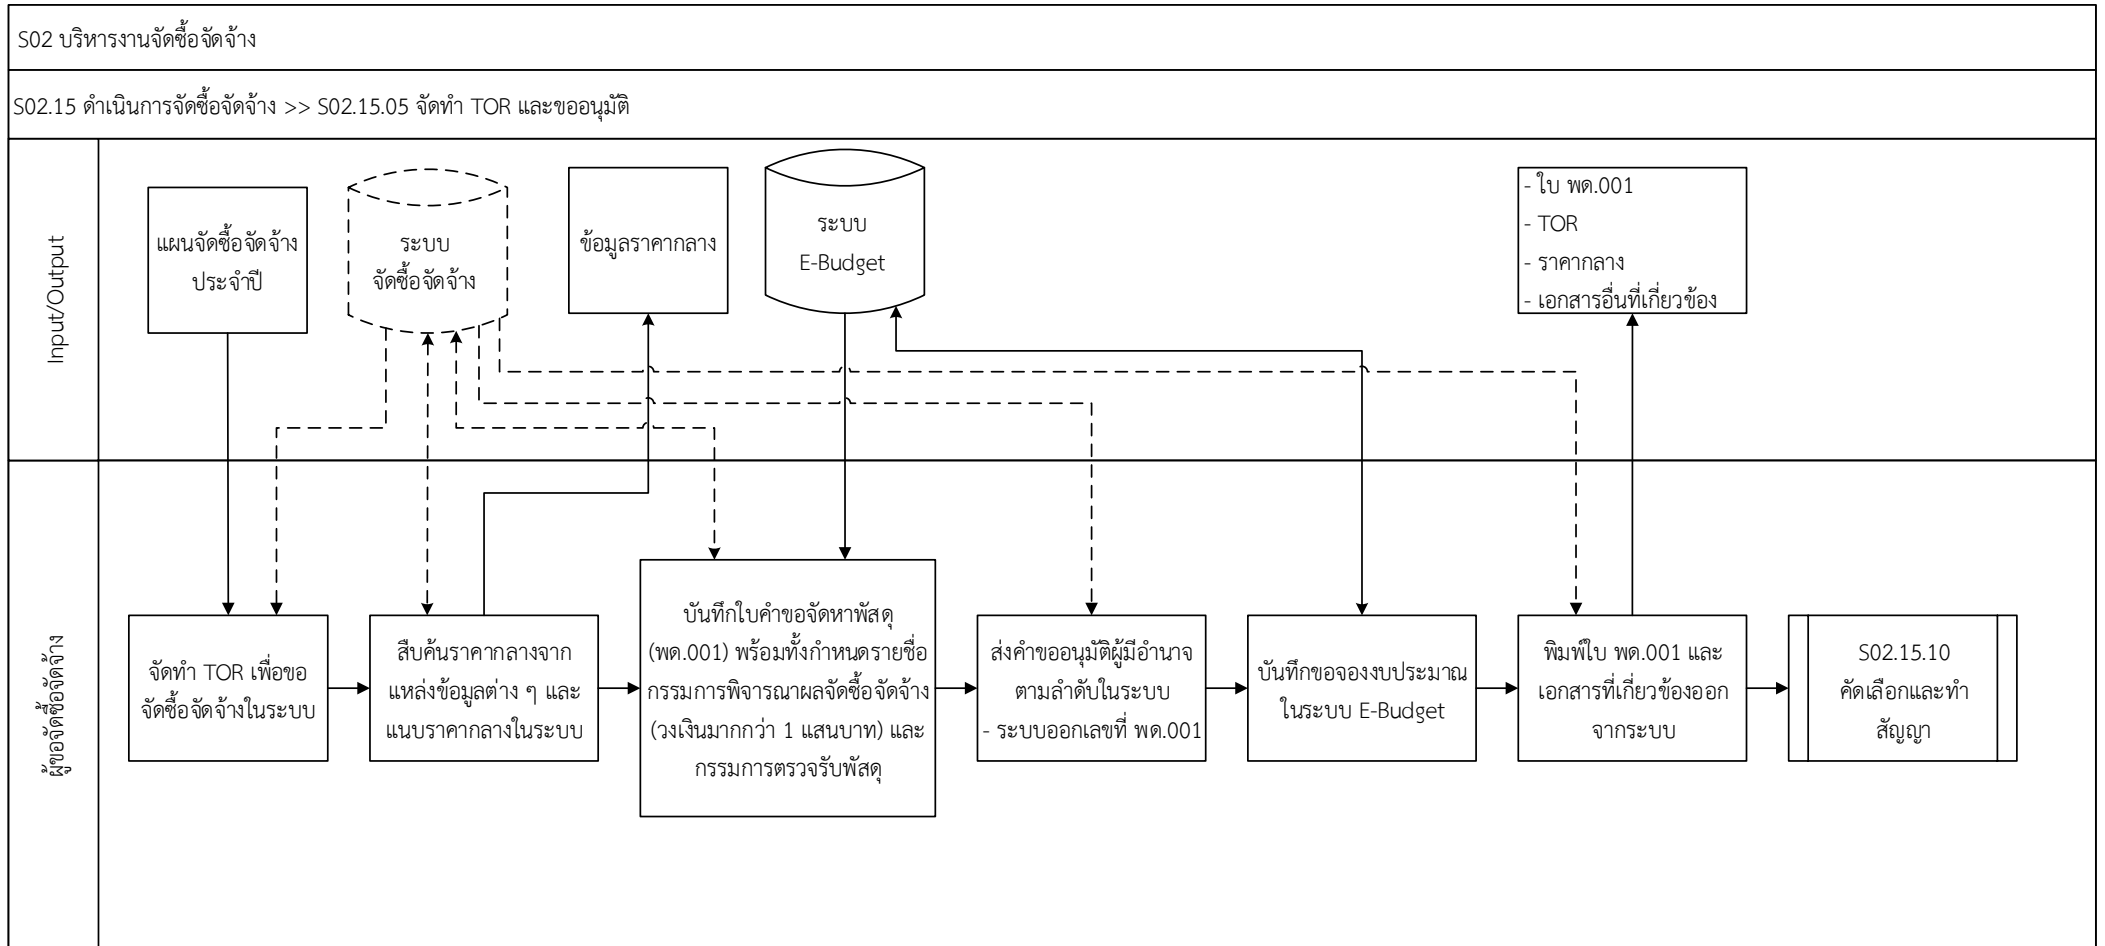 S02 บริหารงานจัดซื้อจัดจ้าง
S02.15 ดำเนินการจัดซื้อจัดจ้าง >> S02.15.05 จัดทำ TOR และขออนุมัติ
Input/Output
แผนจัดซื้อจัดจ้าง
ประจำปี
ระบบ
จัดซื้อจัดจ้าง
ข้อมูลราคากลาง
ระบบ
E-Budget
- ใบ พด.001
- TOR
- ราคากลาง
- เอกสารอื่นที่เกี่ยวข้อง
ผู้ขอจัดซื้อจัดจ้าง
จัดทำ TOR เพื่อขอ
จัดซื้อจัดจ้างในระบบ
สืบค้นราคากลางจาก
แหล่งข้อมูลต่าง ๆ และ
แนบราคากลางในระบบ
บันทึกใบคำขอจัดหาพัสดุ
(พด.001) พร้อมทั้งกำหนดรายชื่อ
กรรมการพิจารณาผลจัดซื้อจัดจ้าง
(วงเงินมากกว่า 1 แสนบาท) และ
กรรมการตรวจรับพัสดุ
ส่งคำขออนุมัติผู้มีอำนาจ
ตามลำดับในระบบ
- ระบบออกเลขที่ พด.001
บันทึกขอจองงบประมาณ
ในระบบ E-Budget
พิมพ์ใบ พด.001 และ
เอกสารที่เกี่ยวข้องออก
จากระบบ
S02.15.10
คัดเลือกและทำ
สัญญา